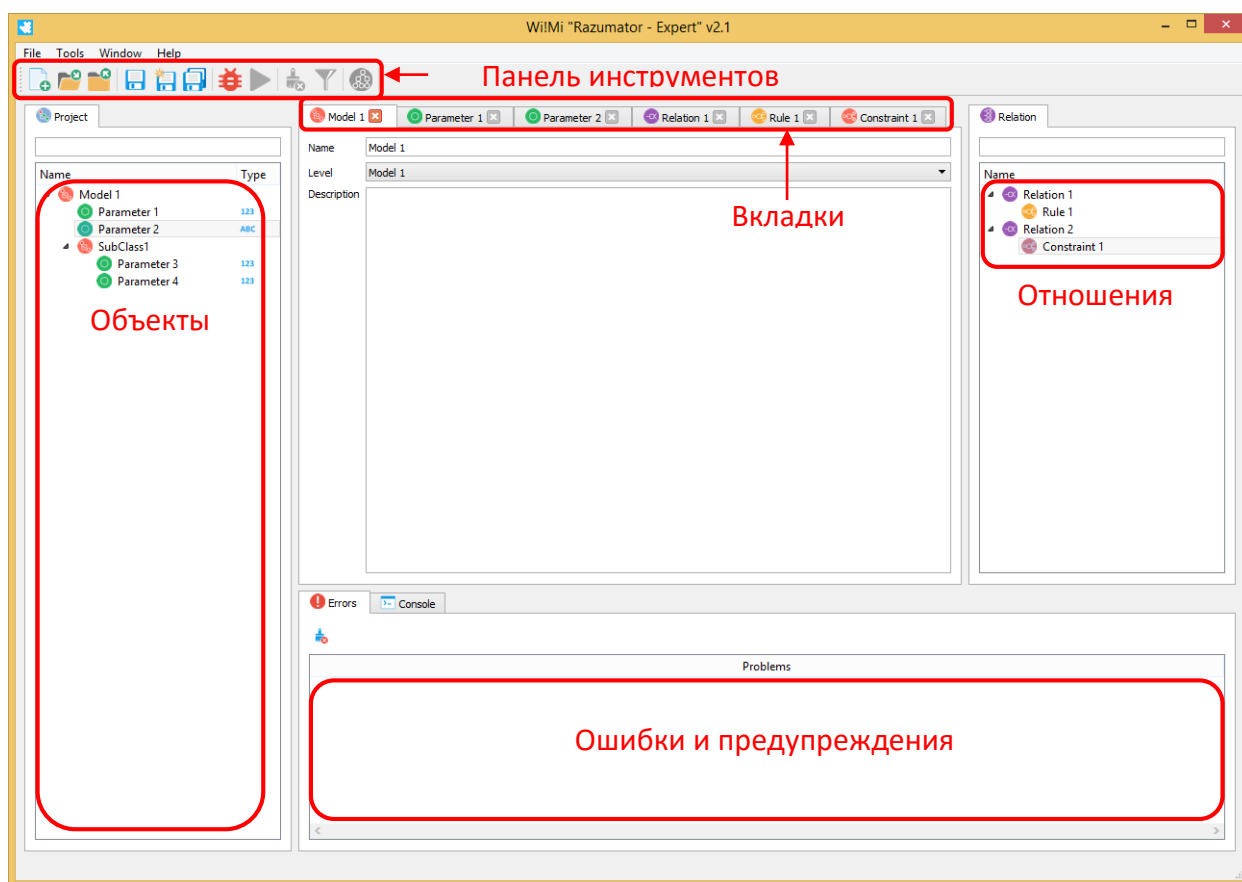 Wi!Mi "Razumator - Expert" v2.1
File Tools Window Help
Панель инструментов
Project
Model 1 Parameter 1 Parameter 2 Relation 1 Rule 1 Constraint 1
Relation
Name Model 1
Level Model 1
Description
Вкладки
Name Type
Model 1
Parameter 1 123
Parameter 2 ABC
SubClass1
Parameter 3 123
Parameter 4 123
Объекты
Name
Relation 1
Rule 1
Relation 2
Constraint 1
Отношения
Errors Console
Problems
Ошибки и предупреждения